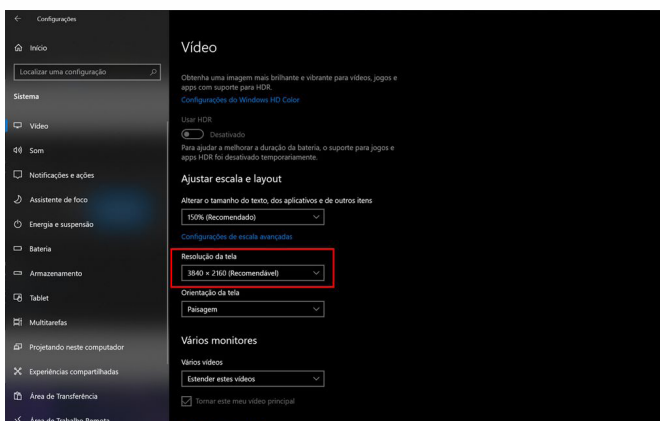 Configurações
Início
Localizar uma configuração
Sistema
Vídeo
Som
Notificações e ações
Assistente de foco
Energia e suspensão
Bateria
Armazenamento
Tablet
Multitarefas
Projetando neste computador
Experiências compartilhadas
Área de Transferência
Área de Trabalho Remota
Vídeo
Obtenha uma imagem mais brilhante e vibrante para vídeos, jogos e
apps com suporte para HDR.
Configurações do Windows HD Color
Usar HDR
Desativado
Para ajudar a melhorar a duração da bateria, o suporte para jogos e
apps HDR foi desativado temporariamente.
Ajustar escala e layout
Alterar o tamanho do texto, dos aplicativos e de outros itens
150% (Recomendado)
Configurações de escala avançadas
Resolução da tela
3840 × 2160 (Recomendável)
Orientação da tela
Paisagem
Vários monitores
Vários vídeos
Estender estes vídeos
Tornar este meu vídeo principal